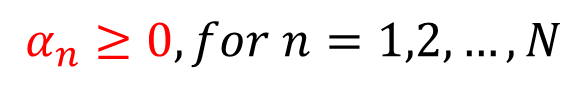 αₙ ≥ 0, for n = 1,2, … , N